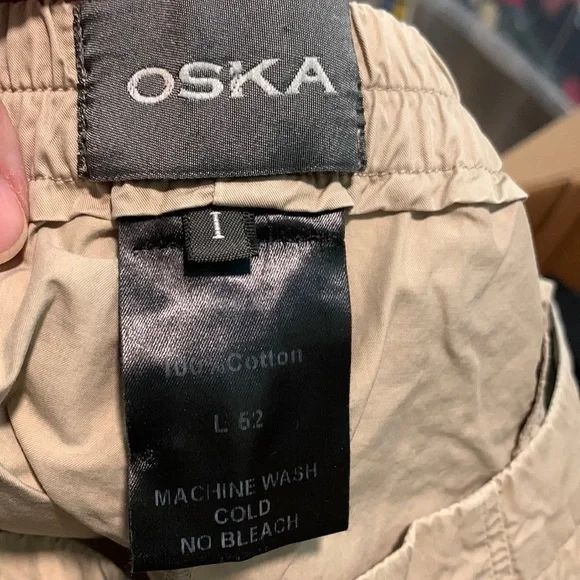 OSKA
I
100% Cotton
L 52
MACHINE WASH
COLD
NO BLEACH